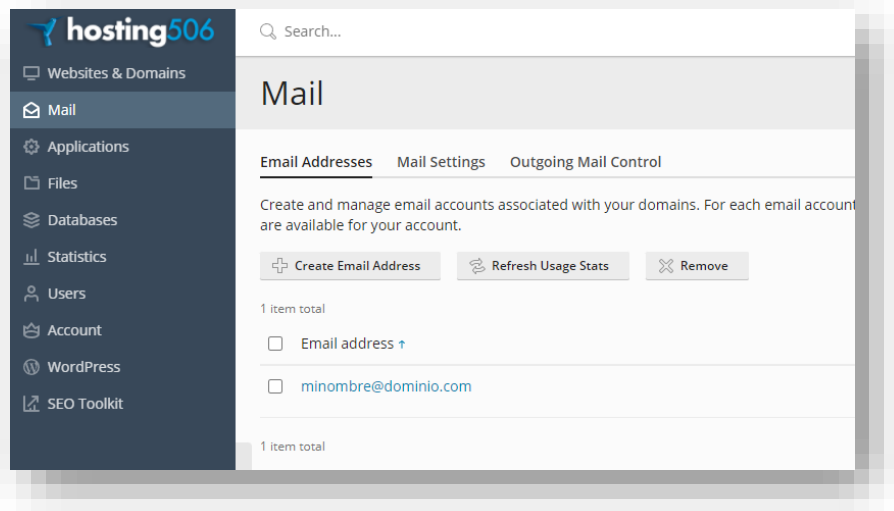 hosting506
Search...
Websites & Domains
Mail
Applications
Files
Databases
Statistics
Users
Account
WordPress
SEO Toolkit
Mail
Email Addresses Mail Settings Outgoing Mail Control
Create and manage email accounts associated with your domains. For each email account
are available for your account.
Create Email Address Refresh Usage Stats Remove
1 item total
Email address ↑
minombre@dominio.com
1 item total